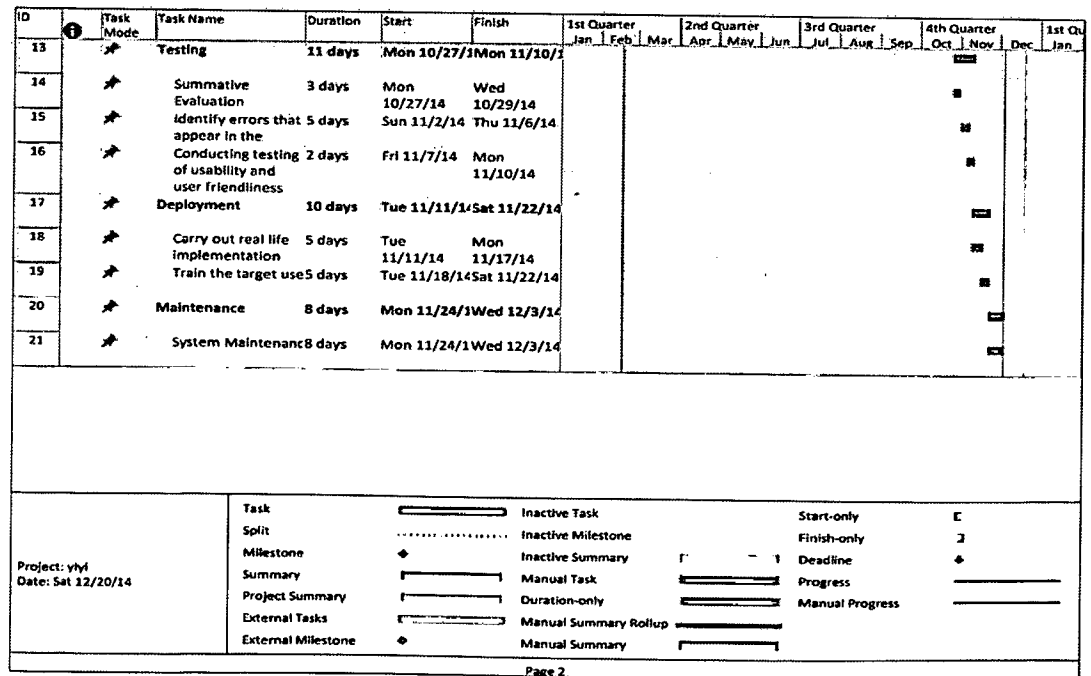 ID Task Mode Task Name Duration Start Finish 1st Quarter 2nd Quarter 3rd Quarter 4th Quarter 1st Qu
Jan Feb Mar Apr May Jun Jul Aug Sep Oct Nov Dec Jan
13 Testing 11 days Mon 10/27/1 Mon 11/10/1
14 Summative Evaluation 3 days Mon 10/27/14 Wed 10/29/14
15 Identify errors that appear in the 5 days Sun 11/2/14 Thu 11/6/14
16 Conducting testing of usability and user friendliness 2 days Fri 11/7/14 Mon 11/10/14
17 Deployment 10 days Tue 11/11/14 Sat 11/22/14
18 Carry out real life implementation 5 days Tue 11/11/14 Mon 11/17/14
19 Train the target use 5 days Tue 11/18/14 Sat 11/22/14
20 Maintenance 8 days Mon 11/24/1 Wed 12/3/14
21 System Maintenanc 8 days Mon 11/24/1 Wed 12/3/14
Project: ylyl
Date: Sat 12/20/14
Task
Split
Milestone
Summary
Project Summary
External Tasks
External Milestone
Inactive Task
Inactive Milestone
Inactive Summary
Manual Task
Duration-only
Manual Summary Rollup
Manual Summary
Start-only
Finish-only
Deadline
Progress
Manual Progress
Page 2